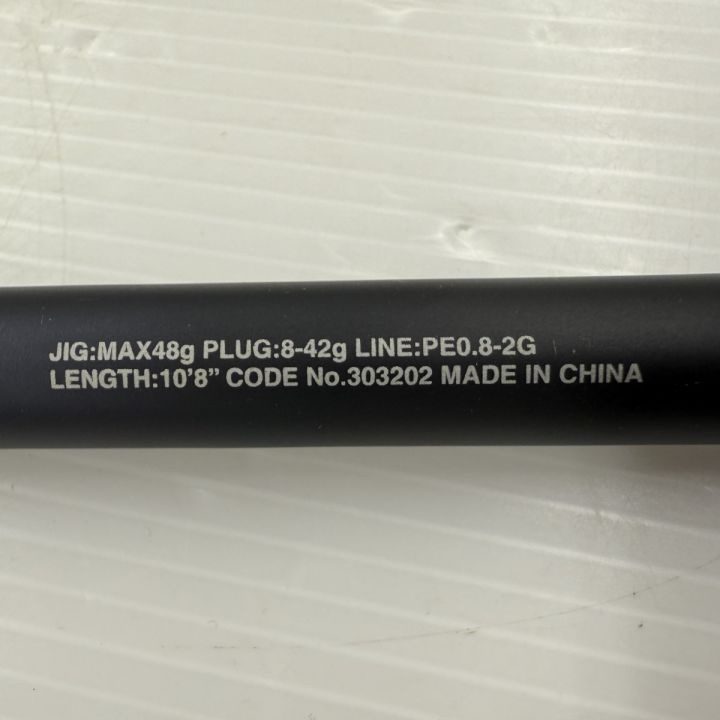 JIG:MAX48g PLUG:8-42g LINE:PE0.8-2G
LENGTH:10'8” CODE No.303202 MADE IN CHINA